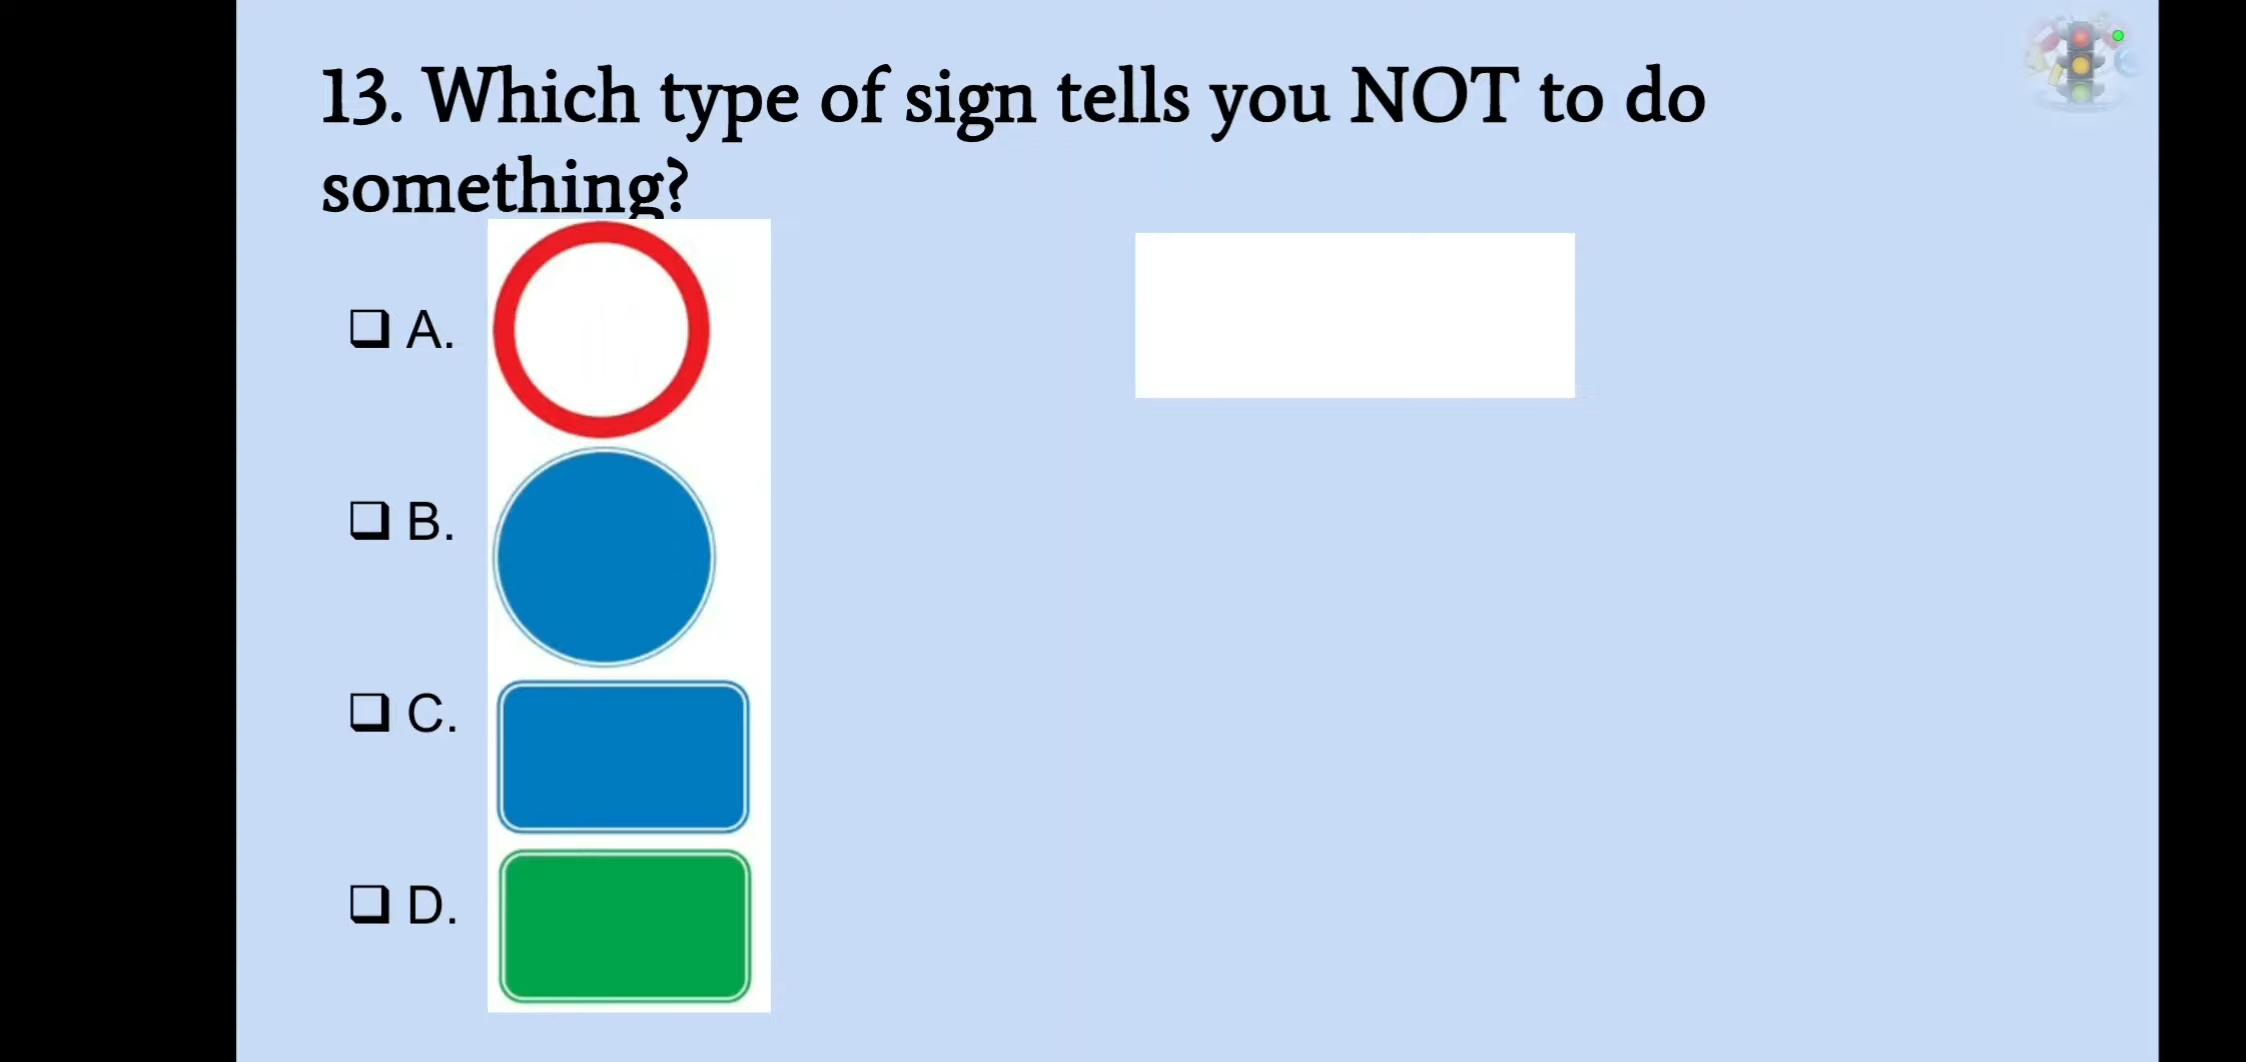 13. Which type of sign tells you NOT to do
something?
❑ A.
❑ B.
❑ C.
❑ D.